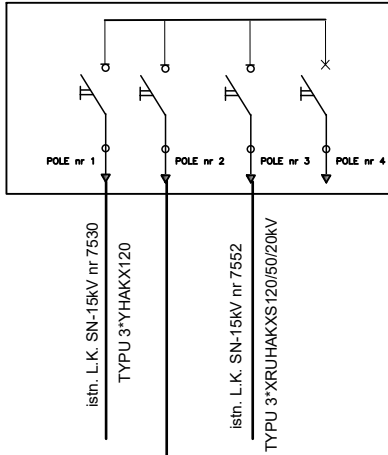 POLE nr 1
POLE nr 2
POLE nr 3
POLE nr 4
istn. L.K. SN-15kV nr 7530
TYPU 3*YHAKX120
istn. L.K. SN-15kV nr 7552
TYPU 3*XRUHAKXS120/50/20kV